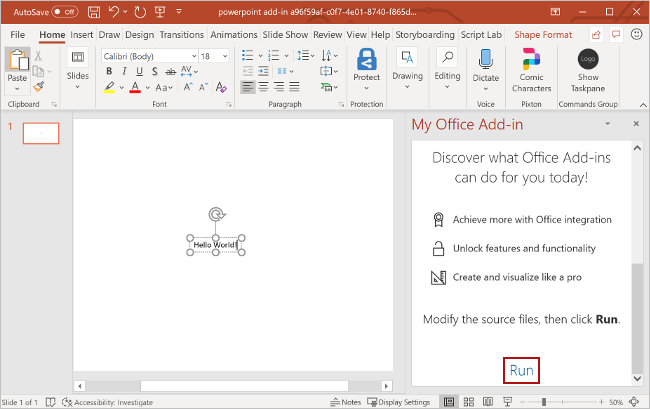 AutoSave Off powerpoint add-in a96f59af-c0f7-4e01-8740-f865d...
File Home Insert Draw Design Transitions Animations Slide Show Review View Help Storyboarding Script Lab Shape Format
Paste
Slides
Calibri (Body) 10
B I U S ab AV
A Aa A A A
Protect
Drawing
Editing
Dictate
Comic
Characters
Logo
Show
Taskpane
Clipboard Font Paragraph Protection Voice Pixton Commands Group
1
Hello World!
My Office Add-in
Discover what Office Add-ins
can do for you today!
Achieve more with Office integration
Unlock features and functionality
Create and visualize like a pro
Modify the source files, then click Run.
Run
Slide 1 of 1 Accessibility: Investigate Notes Display Settings 50%